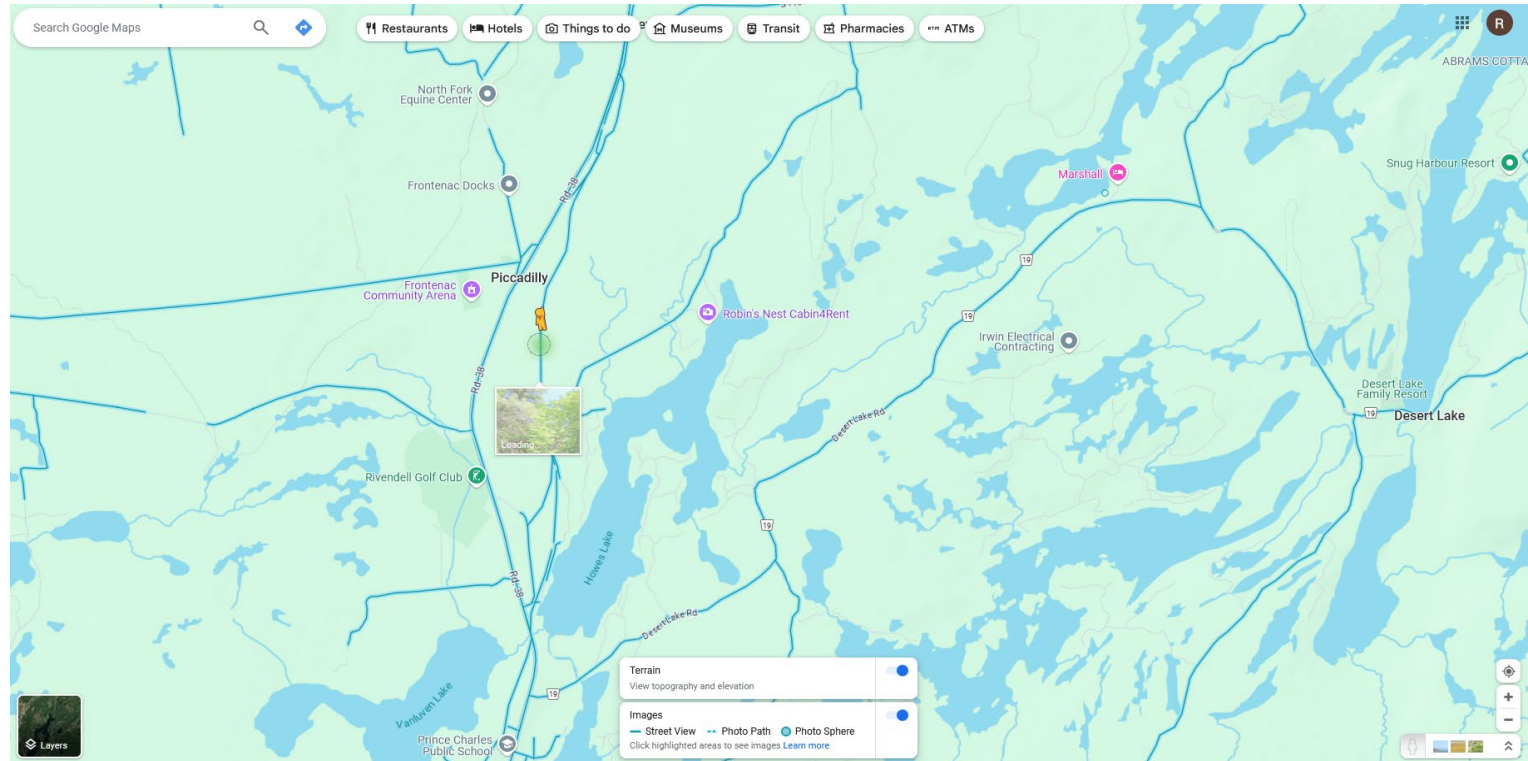 Search Google Maps
Restaurants
Hotels
Things to do
Museums
Transit
Pharmacies
ATM
ATMs
R
ABRAMS COTTA
North Fork
Equine Center
Frontenac Docks
Rd-38
Marshall
Snug Harbour Resort
19
Piccadilly
Frontenac
Community Arena
Robin's Nest Cabin4Rent
19
Irwin Electrical
Contracting
Rd-38
Desert Lake
Family Resort
19
Desert Lake
Desert Lake Rd
Loading...
Rivendell Golf Club
19
Howes Lake
Rd-38
Desert Lake Rd
Vanluven Lake
19
Prince Charles
Public School
Terrain
View topography and elevation
Images
Street View
Photo Path
Photo Sphere
Click highlighted areas to see images Learn more
Layers